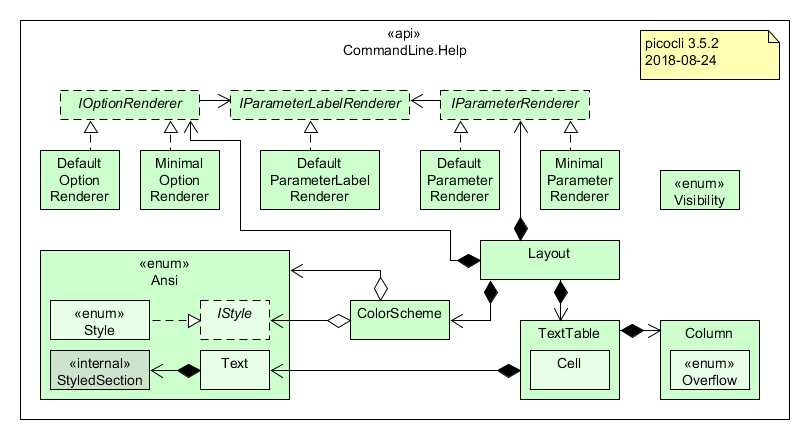 «api»
CommandLine.Help
picocli 3.5.2
2018-08-24
IOptionRenderer
IParameterLabelRenderer
IParameterRenderer
Default
Option
Renderer
Minimal
Option
Renderer
Default
ParameterLabel
Renderer
Default
Parameter
Renderer
Minimal
Parameter
Renderer
«enum»
Visibility
Layout
«enum»
Ansi
«enum»
Style
IStyle
ColorScheme
TextTable
Column
«internal»
StyledSection
Text
Cell
«enum»
Overflow